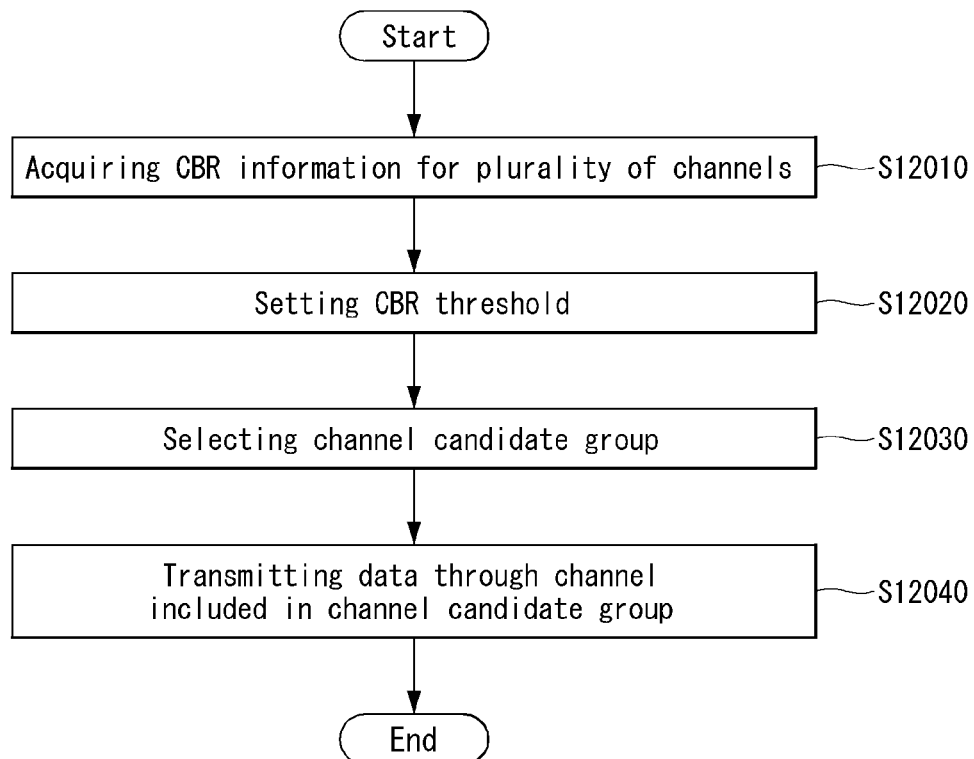 Start
Acquiring CBR information for plurality of channels
S12010
Setting CBR threshold
S12020
Selecting channel candidate group
S12030
Transmitting data through channel
included in channel candidate group
S12040
End